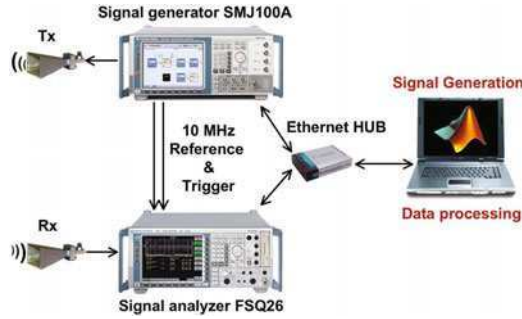 Signal generator SMJ100A
Tx
Signal Generation
10 MHz
Reference
&
Trigger
Ethernet HUB
Rx
Data processing
Signal analyzer FSQ26